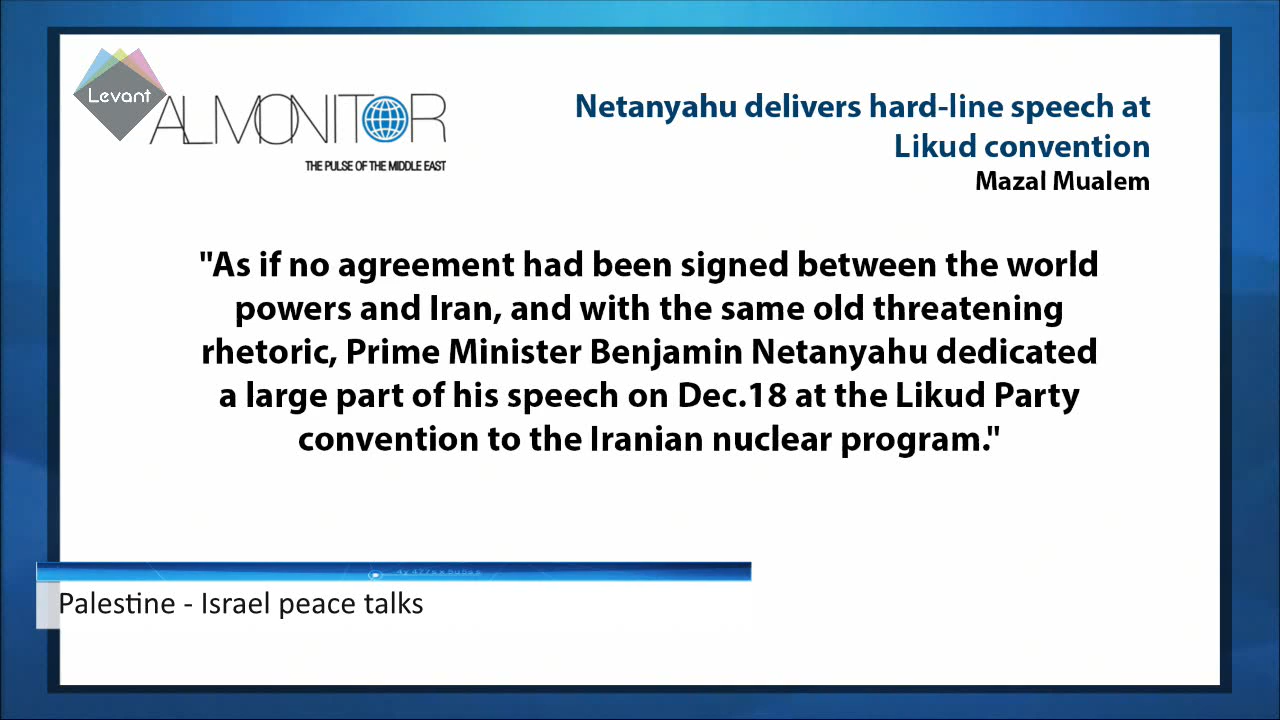 Levant
ALMONITOR
THE PULSE OF THE MIDDLE EAST
Netanyahu delivers hard-line speech at
Likud convention
Mazal Mualem
"As if no agreement had been signed between the world
powers and Iran, and with the same old threatening
rhetoric, Prime Minister Benjamin Netanyahu dedicated
a large part of his speech on Dec.18 at the Likud Party
convention to the Iranian nuclear program."
Palestine - Israel peace talks